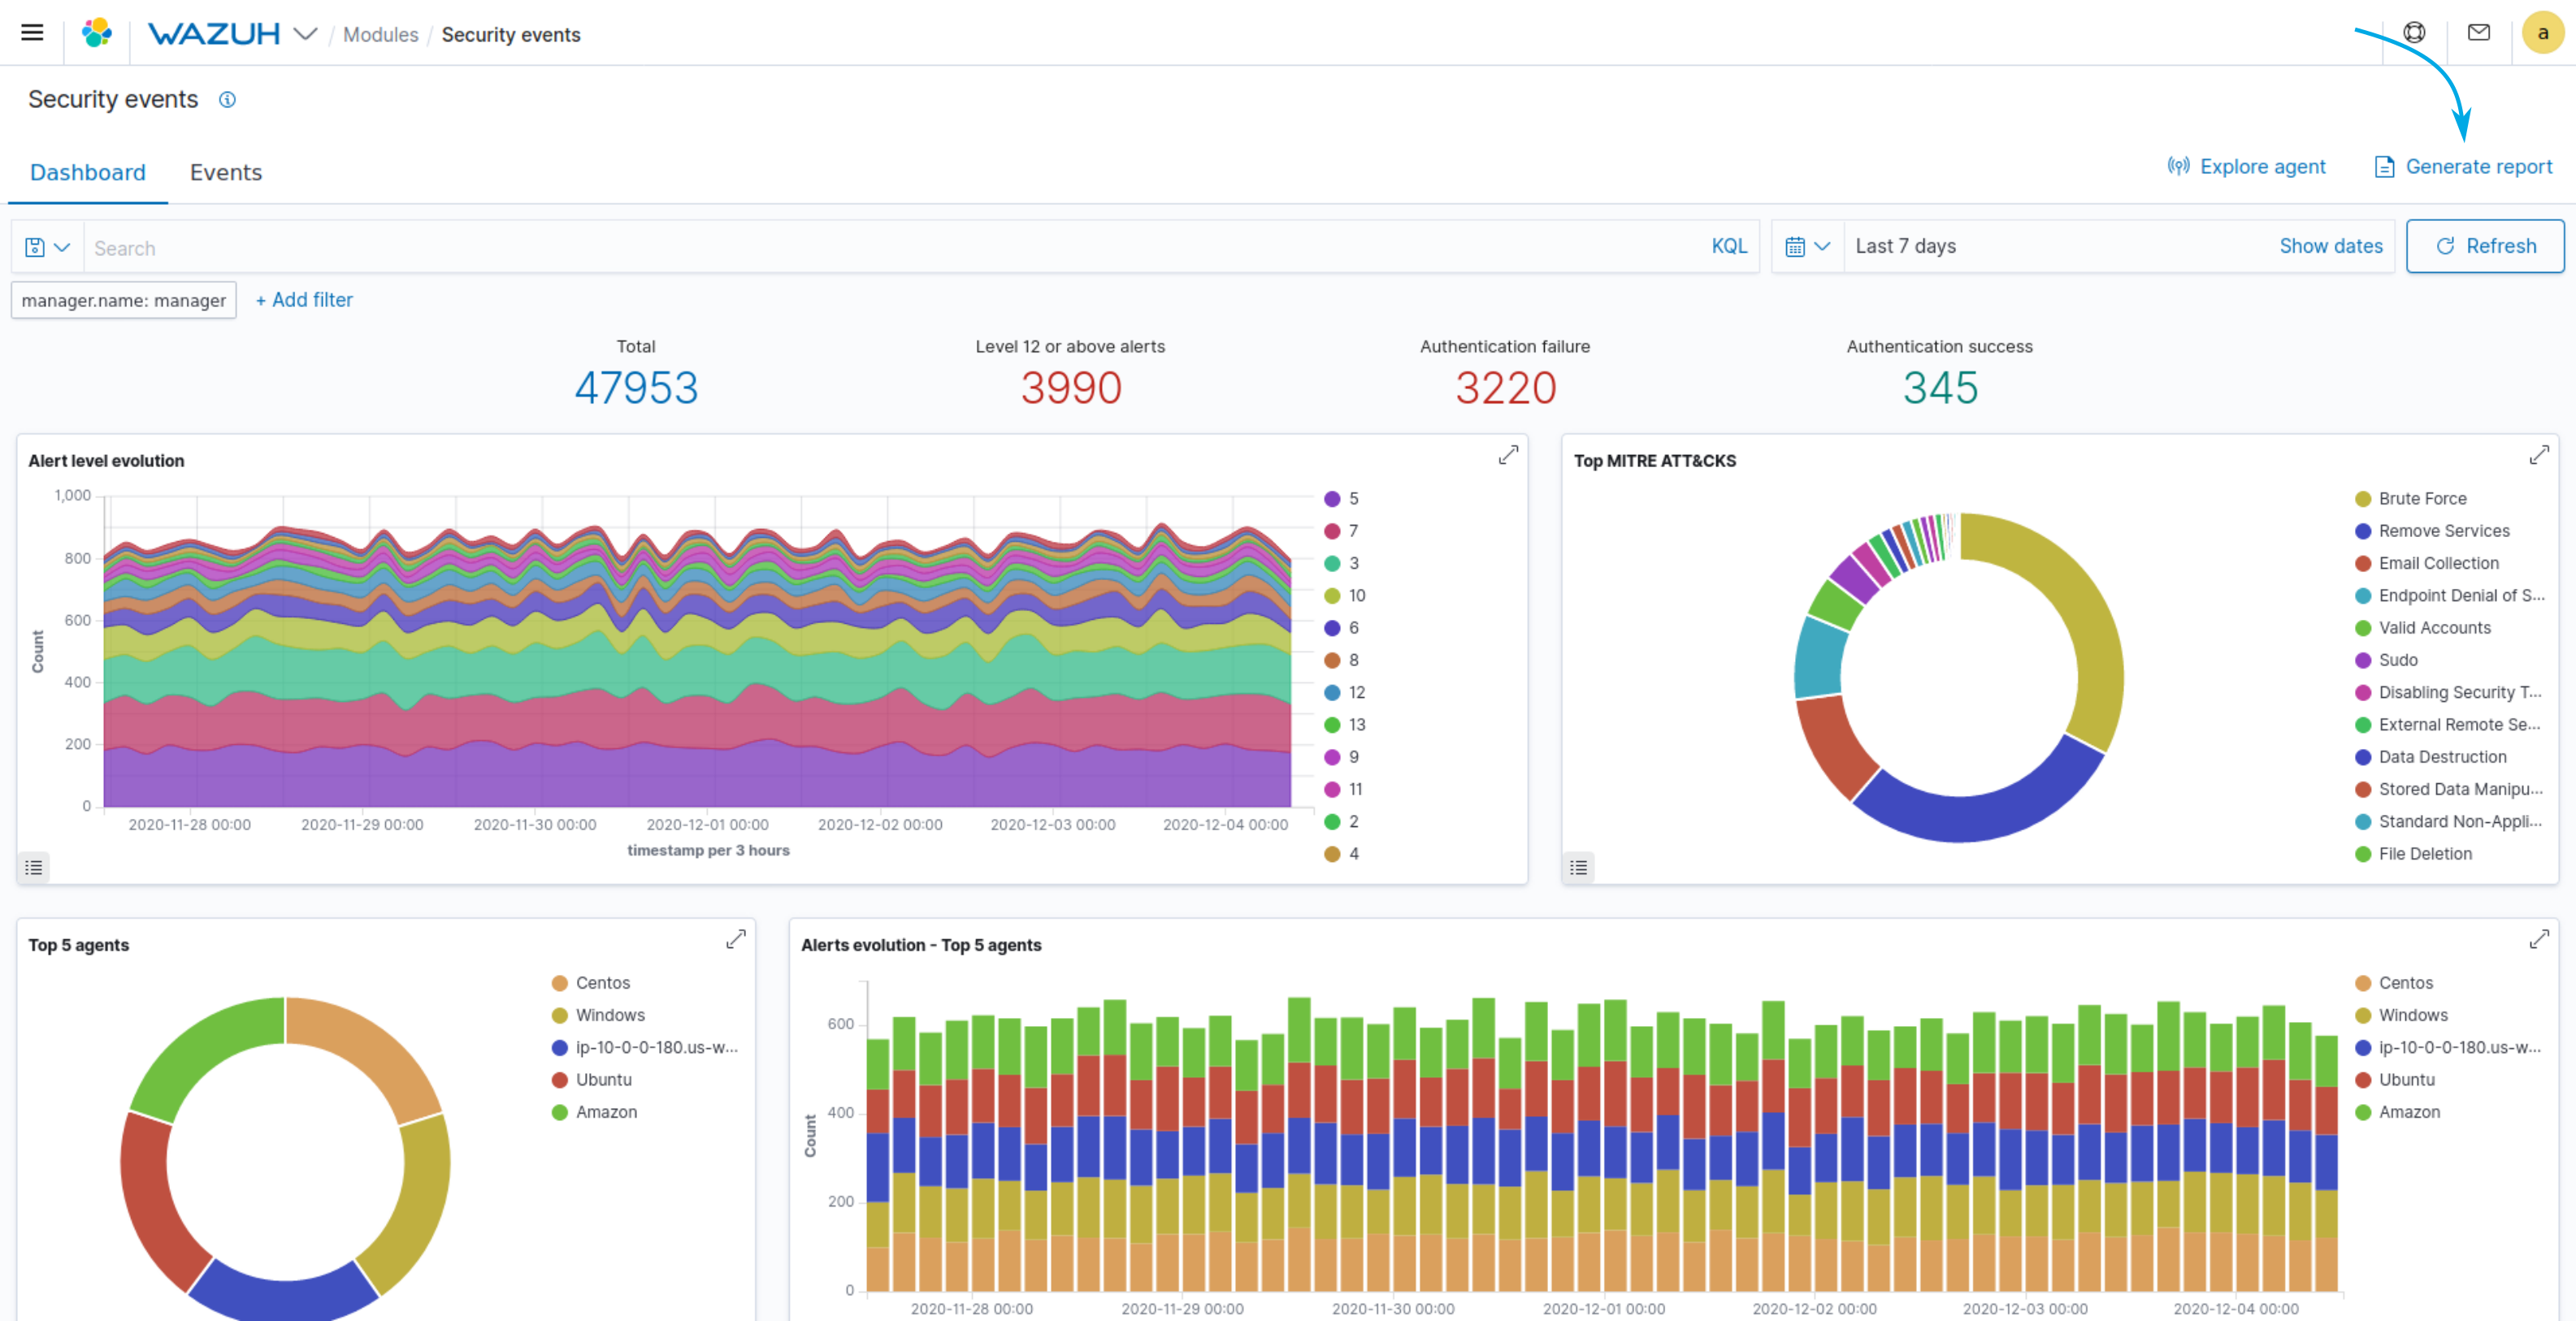 WAZUH / Modules / Security events
a
Security events
Dashboard
Events
Explore agent
Generate report
Search
KQL
Last 7 days
Show dates
Refresh
manager.name: manager
+ Add filter
Total
47953
Level 12 or above alerts
3990
Authentication failure
3220
Authentication success
345
Alert level evolution
1,000
800
600
400
200
0
Count
2020-11-28 00:00
2020-11-29 00:00
2020-11-30 00:00
2020-12-01 00:00
2020-12-02 00:00
2020-12-03 00:00
2020-12-04 00:00
timestamp per 3 hours
5
7
3
10
6
8
12
13
9
11
2
4
Top MITRE ATT&CKS
Brute Force
Remove Services
Email Collection
Endpoint Denial of S...
Valid Accounts
Sudo
Disabling Security T...
External Remote Se...
Data Destruction
Stored Data Manipu...
Standard Non-Appli...
File Deletion
Top 5 agents
Centos
Windows
ip-10-0-0-180.us-w...
Ubuntu
Amazon
Alerts evolution - Top 5 agents
600
400
200
0
Count
2020-11-28 00:00
2020-11-29 00:00
2020-11-30 00:00
2020-12-01 00:00
2020-12-02 00:00
2020-12-03 00:00
2020-12-04 00:00
Centos
Windows
ip-10-0-0-180.us-w...
Ubuntu
Amazon